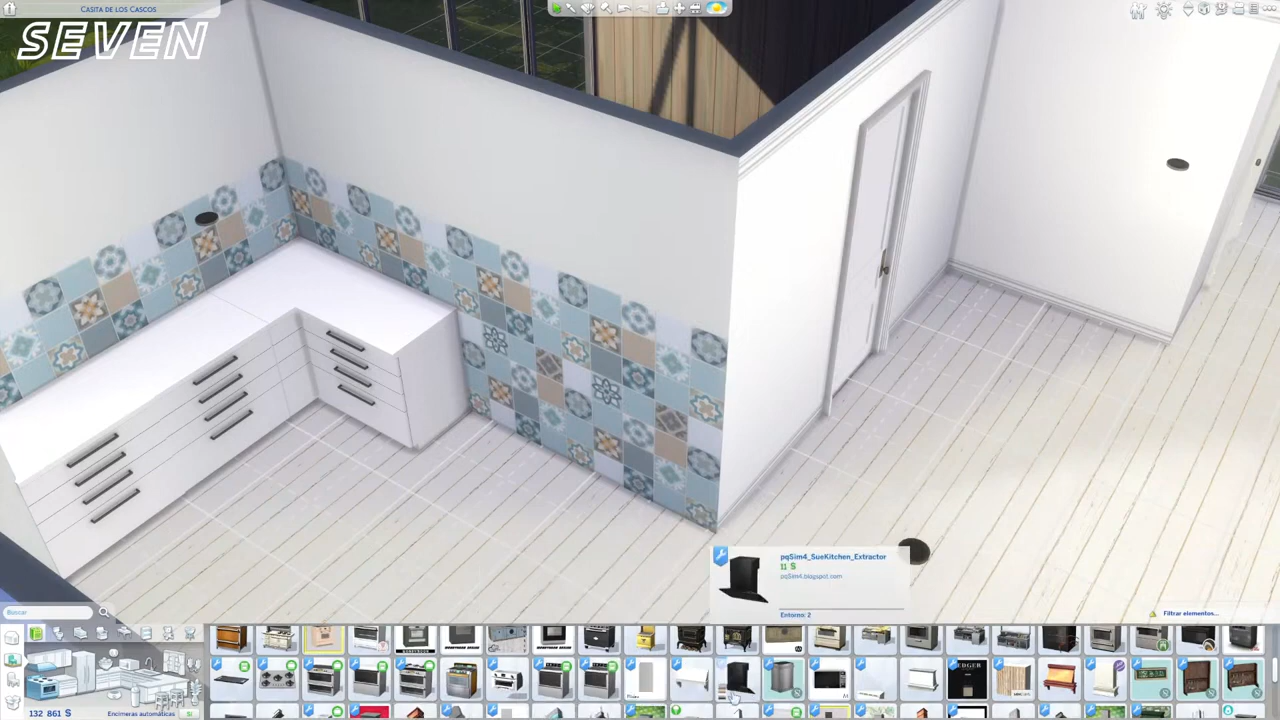 CASITA DE LOS CASCOS
SEVEN
pqSim4_SueKitchen_Extractor
11 §
pqSim4.blogspot.com
Entorno: 2
Buscar
Filtrar elementos...
132 861 §
Encimeras automáticas
Sí